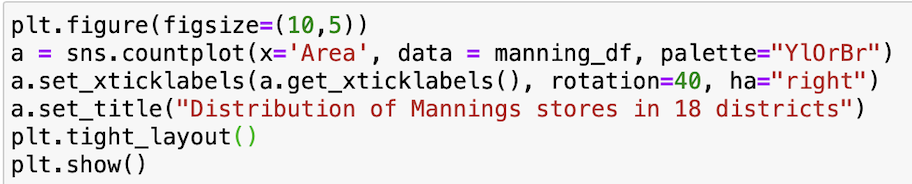 plt.figure(figsize=(10,5))
a = sns.countplot(x='Area', data = manning_df, palette="YlOrBr")
a.set_xticklabels(a.get_xticklabels(), rotation=40, ha="right")
a.set_title("Distribution of Mannings stores in 18 districts")
plt.tight_layout()
plt.show()